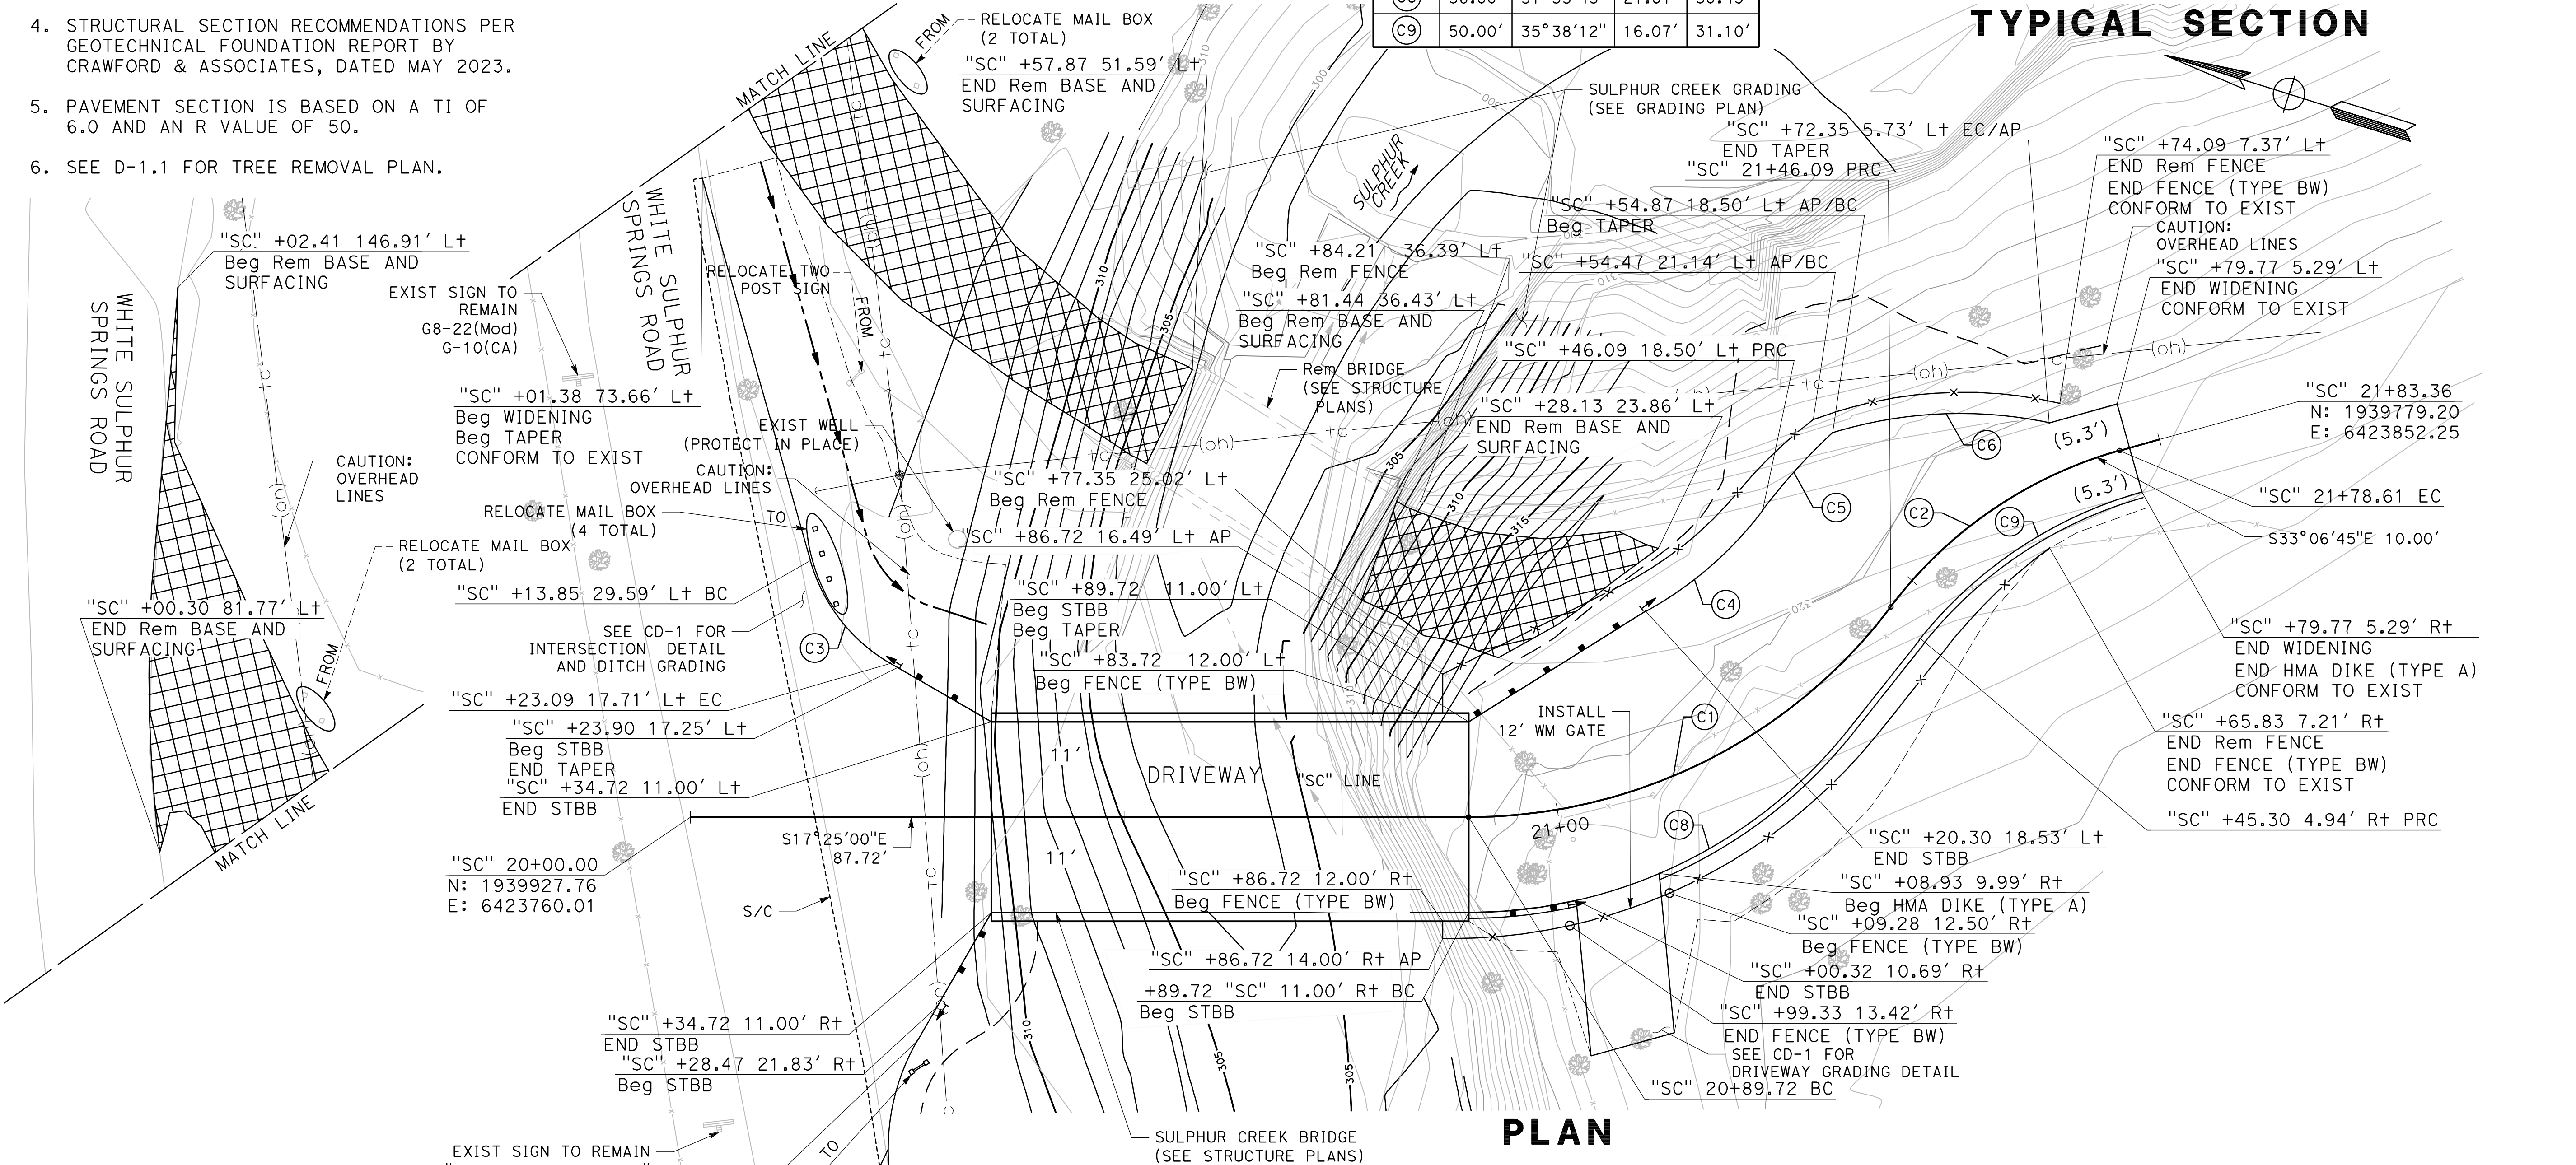 4. STRUCTURAL SECTION RECOMMENDATIONS PER
GEOTECHNICAL FOUNDATION REPORT BY
CRAWFORD & ASSOCIATES, DATED MAY 2023.
5. PAVEMENT SECTION IS BASED ON A TI OF
6.0 AND AN R VALUE OF 50.
6. SEE D-1.1 FOR TREE REMOVAL PLAN.
C9 50.00' 35°38'12" 16.07' 31.10'
TYPICAL SECTION
MATCH LINE
FROM
RELOCATE MAIL BOX
(2 TOTAL)
"SC" +57.87 51.59' Lt
END Rem BASE AND
SURFACING
310
300
300
SULPHUR CREEK GRADING
(SEE GRADING PLAN)
SULPHUR
CREEK
"SC" +72.35 5.73' Lt EC/AP
END TAPER
"SC" 21+46.09 PRC
"SC" +54.87 18.50' Lt AP/BC
Beg TAPER
"SC" +54.47 21.14' Lt AP/BC
"SC" +74.09 7.37' Lt
END Rem FENCE
END FENCE (TYPE BW)
CONFORM TO EXIST
CAUTION:
OVERHEAD LINES
"SC" +79.77 5.29' Lt
END WIDENING
CONFORM TO EXIST
"SC" +02.41 146.91' Lt
Beg Rem BASE AND
SURFACING
WHITE SULPHUR
SPRINGS ROAD
WHITE SULPHUR
SPRINGS ROAD
EXIST SIGN TO
REMAIN
G8-22(Mod)
G-10(CA)
RELOCATE TWO
POST SIGN
FROM
"SC" +84.21' 36.39' Lt
Beg Rem FENCE
"SC" +81.44 36.43' Lt
Beg Rem BASE AND
SURFACING
310
305
310
Rem BRIDGE
(SEE STRUCTURE
PLANS)
"SC" +46.09 18.50' Lt PRC
"SC" +28.13 23.86' Lt
END Rem BASE AND
SURFACING
"SC" +01.38 73.66' Lt
Beg WIDENING
Beg TAPER
CONFORM TO EXIST
EXIST WELL
(PROTECT IN PLACE)
CAUTION:
OVERHEAD LINES
CAUTION:
OVERHEAD
LINES
tc
(oh)
tc
(oh)
tc
(oh)
C6
(5.3')
"SC" 21+83.36
N: 1939779.20
E: 6423852.25
"SC" +77.35 25.02' Lt
Beg Rem FENCE
305
310
315
C5
C2
C9
(5.3')
"SC" 21+78.61 EC
S33°06'45"E 10.00'
RELOCATE MAIL BOX
(4 TOTAL)
TO
"SC" +86.72 16.49' Lt AP
RELOCATE MAIL BOX
(2 TOTAL)
"SC" +13.85 29.59' Lt BC
"SC" +89.72 11.00' Lt
Beg STBB
Beg TAPER
C4
320
"SC" +00.30 81.77' Lt
END Rem BASE AND
SURFACING
FROM
SEE CD-1 FOR
INTERSECTION DETAIL
AND DITCH GRADING
C3
"SC" +83.72 12.00' Lt
Beg FENCE (TYPE BW)
310
"SC" +79.77 5.29' Rt
END WIDENING
END HMA DIKE (TYPE A)
CONFORM TO EXIST
"SC" +23.09 17.71' Lt EC
"SC" +23.90 17.25' Lt
Beg STBB
END TAPER
"SC" +34.72 11.00' Lt
END STBB
INSTALL
12' WM GATE
C1
"SC" +65.83 7.21' Rt
END Rem FENCE
END FENCE (TYPE BW)
CONFORM TO EXIST
MATCH LINE
11'
DRIVEWAY
"SC" LINE
21+00
C8
"SC" +45.30 4.94' Rt PRC
S17°25'00"E
87.72'
"SC" +20.30 18.53' Lt
END STBB
"SC" 20+00.00
N: 1939927.76
E: 6423760.01
11'
"SC" +86.72 12.00' Rt
Beg FENCE (TYPE BW)
"SC" +08.93 9.99' Rt
Beg HMA DIKE (TYPE A)
S/C
"SC" +09.28 12.50' Rt
Beg FENCE (TYPE BW)
"SC" +86.72 14.00' Rt AP
"SC" +00.32 10.69' Rt
END STBB
+89.72 "SC" 11.00' Rt BC
Beg STBB
"SC" +99.33 13.42' Rt
END FENCE (TYPE BW)
"SC" +34.72 11.00' Rt
END STBB
"SC" +28.47 21.83' Rt
Beg STBB
310
305
305
SEE CD-1 FOR
DRIVEWAY GRADING DETAIL
"SC" 20+89.72 BC
TO
EXIST SIGN TO REMAIN
SULPHUR CREEK BRIDGE
(SEE STRUCTURE PLANS)
PLAN